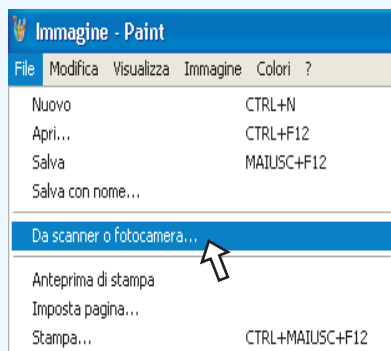 Immagine - Paint
File Modifica Visualizza Immagine Colori ?
Nuovo CTRL+N
Apri... CTRL+F12
Salva MAIUSC+F12
Salva con nome...
Da scanner o fotocamera...
Anteprima di stampa
Imposta pagina...
Stampa... CTRL+MAIUSC+F12